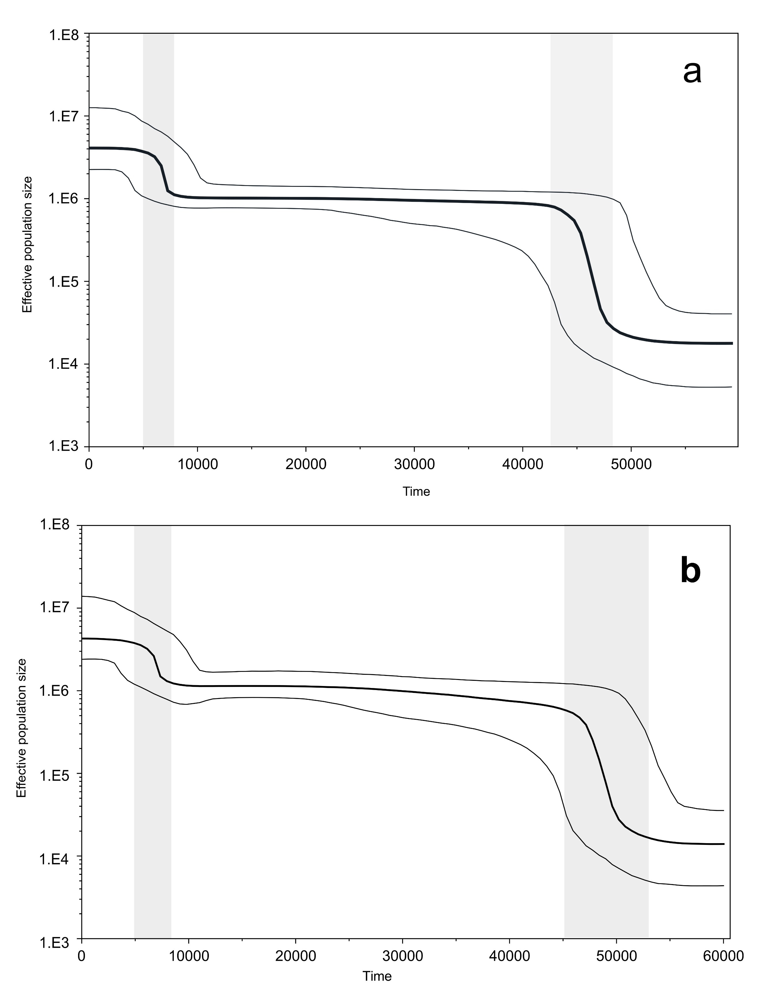 1.E8
a
1.E7
1.E6
Effective population size
1.E5
1.E4
1.E3
0 10000 20000 30000 40000 50000
Time
1.E8
b
1.E7
1.E6
Effective population size
1.E5
1.E4
1.E3
0 10000 20000 30000 40000 50000 60000
Time